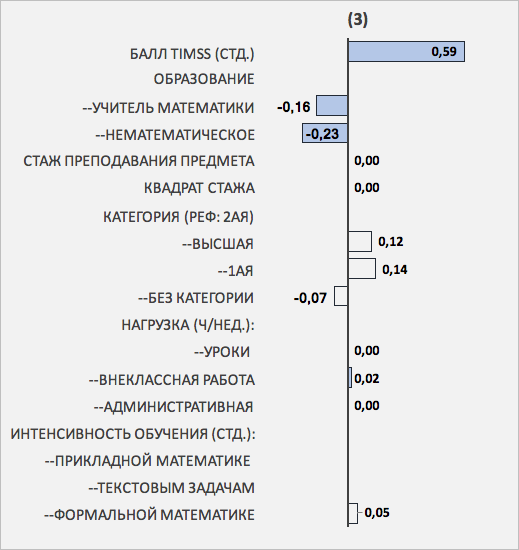 (3)
БАЛЛ TIMSS (СТД.) 0,59
ОБРАЗОВАНИЕ
--УЧИТЕЛЬ МАТЕМАТИКИ -0,16
--НЕМАТЕМАТИЧЕСКОЕ -0,23
СТАЖ ПРЕПОДАВАНИЯ ПРЕДМЕТА 0,00
КВАДРАТ СТАЖА 0,00
КАТЕГОРИЯ (РЕФ: 2АЯ)
--ВЫСШАЯ 0,12
--1АЯ 0,14
--БЕЗ КАТЕГОРИИ -0,07
НАГРУЗКА (Ч/НЕД.):
--УРОКИ 0,00
--ВНЕКЛАССНАЯ РАБОТА 0,02
--АДМИНИСТРАТИВНАЯ 0,00
ИНТЕНСИВНОСТЬ ОБУЧЕНИЯ (СТД.):
--ПРИКЛАДНОЙ МАТЕМАТИКЕ
--ТЕКСТОВЫМ ЗАДАЧАМ
--ФОРМАЛЬНОЙ МАТЕМАТИКЕ 0,05